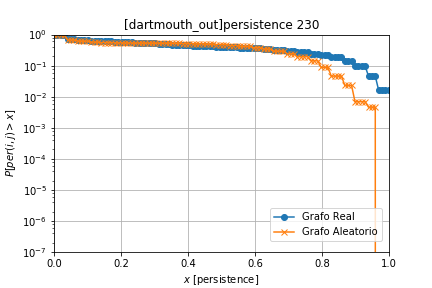 [dartmouth_out]persistence 230
P[per(i, j) > x]
10^0
10^-1
10^-2
10^-3
10^-4
10^-5
10^-6
10^-7
Grafo Real
Grafo Aleatorio
0.0 0.2 0.4 0.6 0.8 1.0
x [persistence]